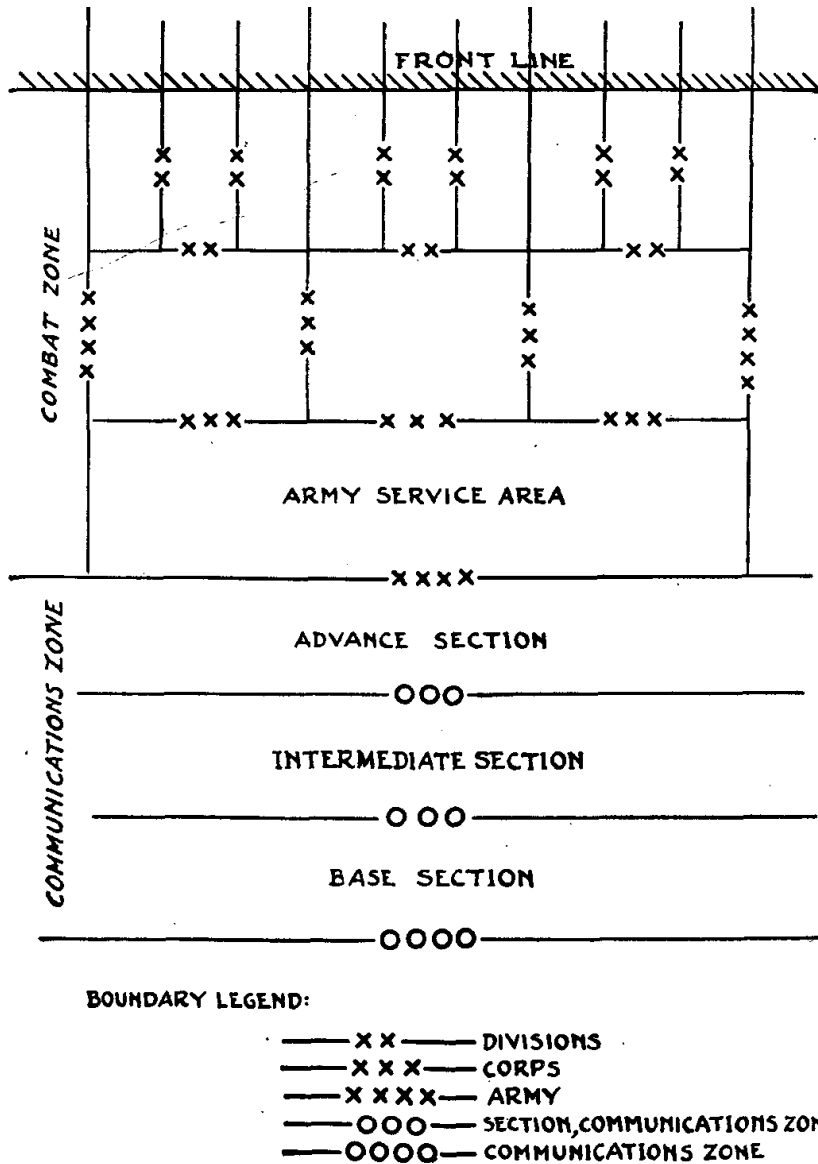 FRONT LINE
XX XX XX XX XX XX
XX XX XX
COMBAT ZONE
XXXX XXX XXX XXXX
XXX XXX XXX
ARMY SERVICE AREA
XXXX
COMMUNICATIONS ZONE
ADVANCE SECTION
OOO
INTERMEDIATE SECTION
OOO
BASE SECTION
OOOO
BOUNDARY LEGEND:
XX DIVISIONS
XXX CORPS
XXXX ARMY
OOO SECTION, COMMUNICATIONS ZON
OOOO COMMUNICATIONS ZONE